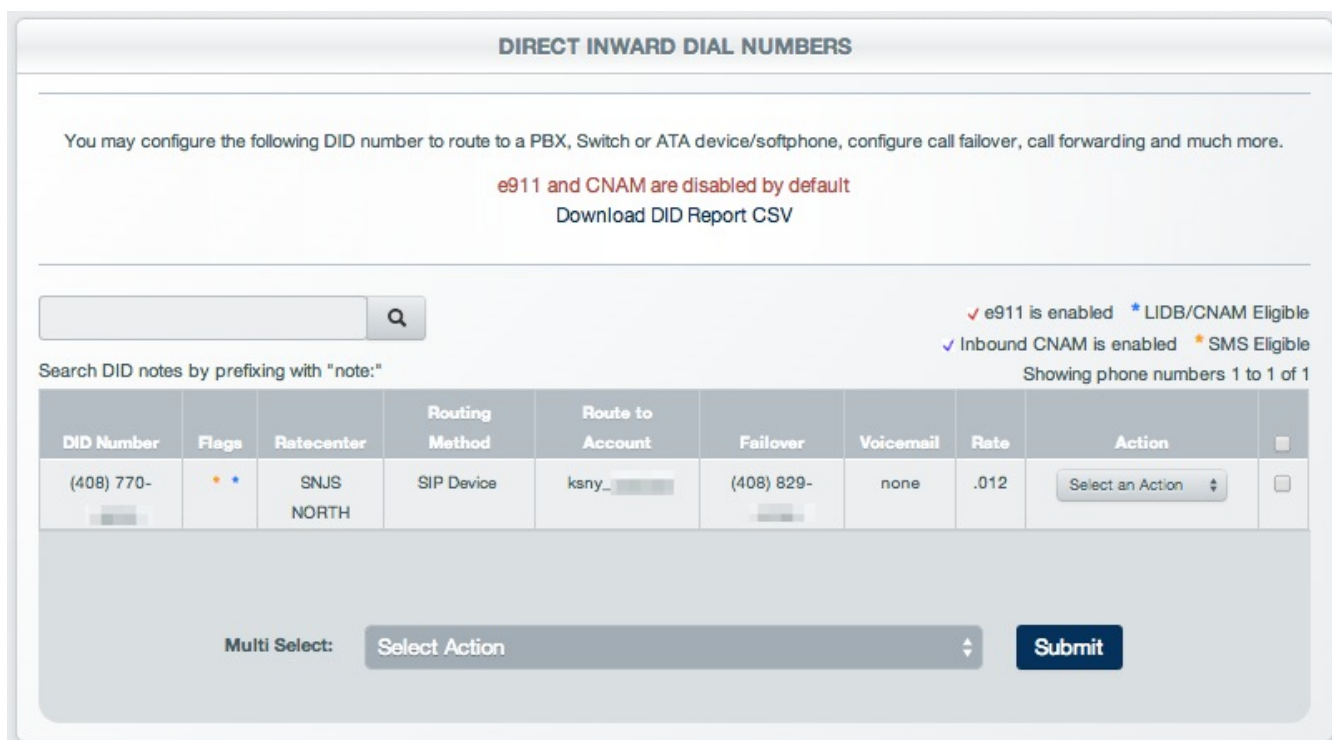 DIRECT INWARD DIAL NUMBERS
You may configure the following DID number to route to a PBX, Switch or ATA device/softphone, configure call failover, call forwarding and much more.
e911 and CNAM are disabled by default
Download DID Report CSV
✓ e911 is enabled * LIDB/CNAM Eligible
✓ Inbound CNAM is enabled * SMS Eligible
Search DID notes by prefixing with "note:"
Showing phone numbers 1 to 1 of 1
DID Number Flags Ratecenter Routing Method Route to Account Failover Voicemail Rate Action
(408) 770- * * SNJS NORTH SIP Device ksny_ (408) 829- none .012 Select an Action
Multi Select: Select Action Submit